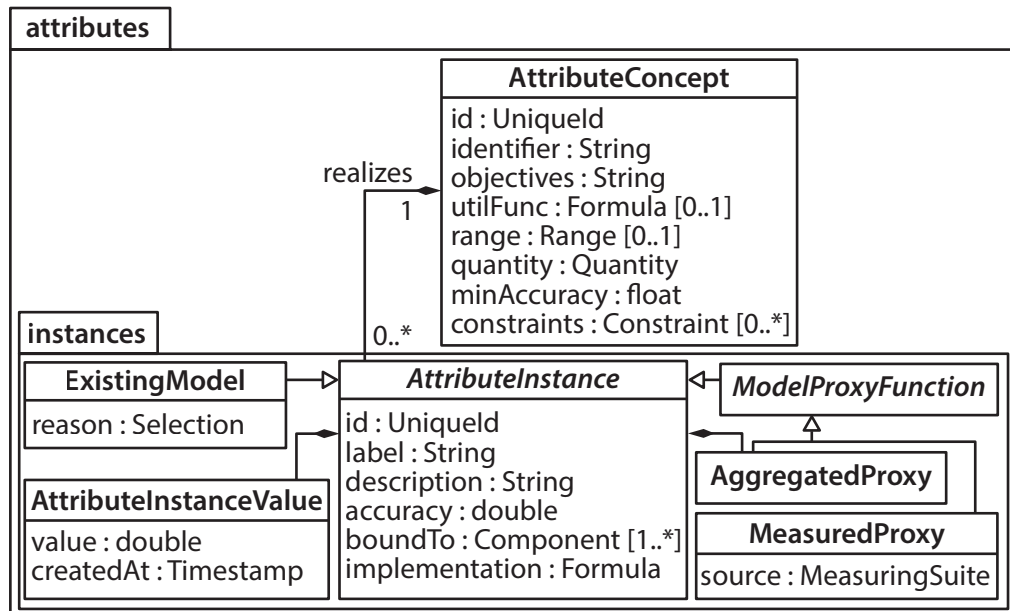 attributes
AttributeConcept
id : UniqueId
identifier : String
objectives : String
utilFunc : Formula [0..1]
range : Range [0..1]
quantity : Quantity
minAccuracy : float
constraints : Constraint [0..*]
realizes
1
0..*
instances
ExistingModel
reason : Selection
AttributeInstanceValue
value : double
createdAt : Timestamp
AttributeInstance
id : UniqueId
label : String
description : String
accuracy : double
boundTo : Component [1..*]
implementation : Formula
ModelProxyFunction
AggregatedProxy
MeasuredProxy
source : MeasuringSuite